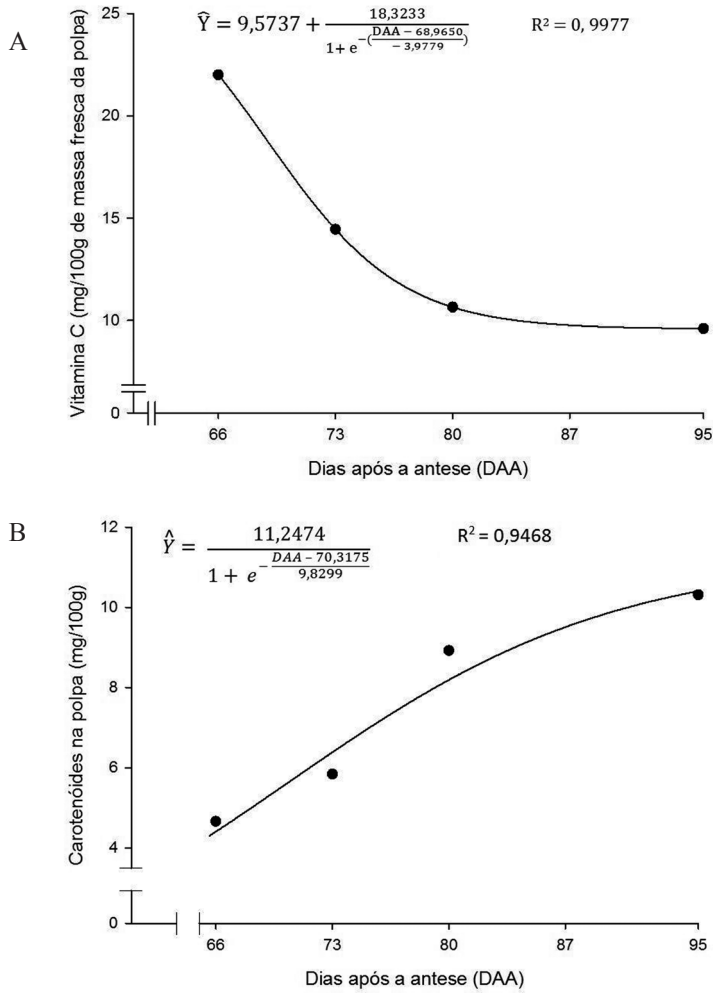 A
Ŷ = 9,5737 + 18,3233 / 1+ e^−(DAA − 68,9650 / − 3,9779)
R² = 0,9977
Vitamina C (mg/100g de massa fresca da polpa)
25
20
15
10
0
66 73 80 87 95
Dias após a antese (DAA)
B
Ŷ = 11,2474 / 1 + e^− DAA − 70,3175 / 9,8299
R² = 0,9468
Carotenóides na polpa (mg/100g)
12
10
8
6
4
0
66 73 80 87 95
Dias após a antese (DAA)